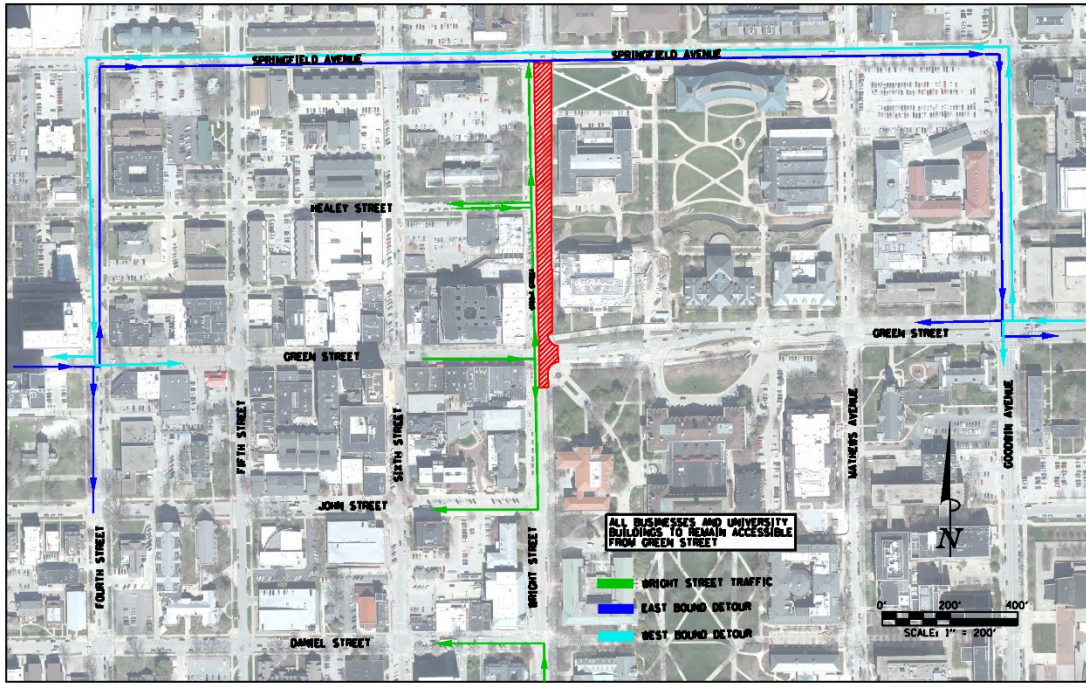 SPRINGFIELD AVENUE
SPRINGFIELD AVENUE
HEALEY STREET
GREEN STREET
GREEN STREET
FOURTH STREET
FIFTH STREET
SIXTH STREET
WRIGHT STREET
MATHEWS AVENUE
GOODWIN AVENUE
JOHN STREET
DANIEL STREET
ALL BUSINESSES AND UNIVERSITY
BUILDINGS TO REMAIN ACCESSIBLE
FROM GREEN STREET
WRIGHT STREET TRAFFIC
EAST BOUND DETOUR
WEST BOUND DETOUR
N
0' 200' 400'
SCALE: 1" = 200'